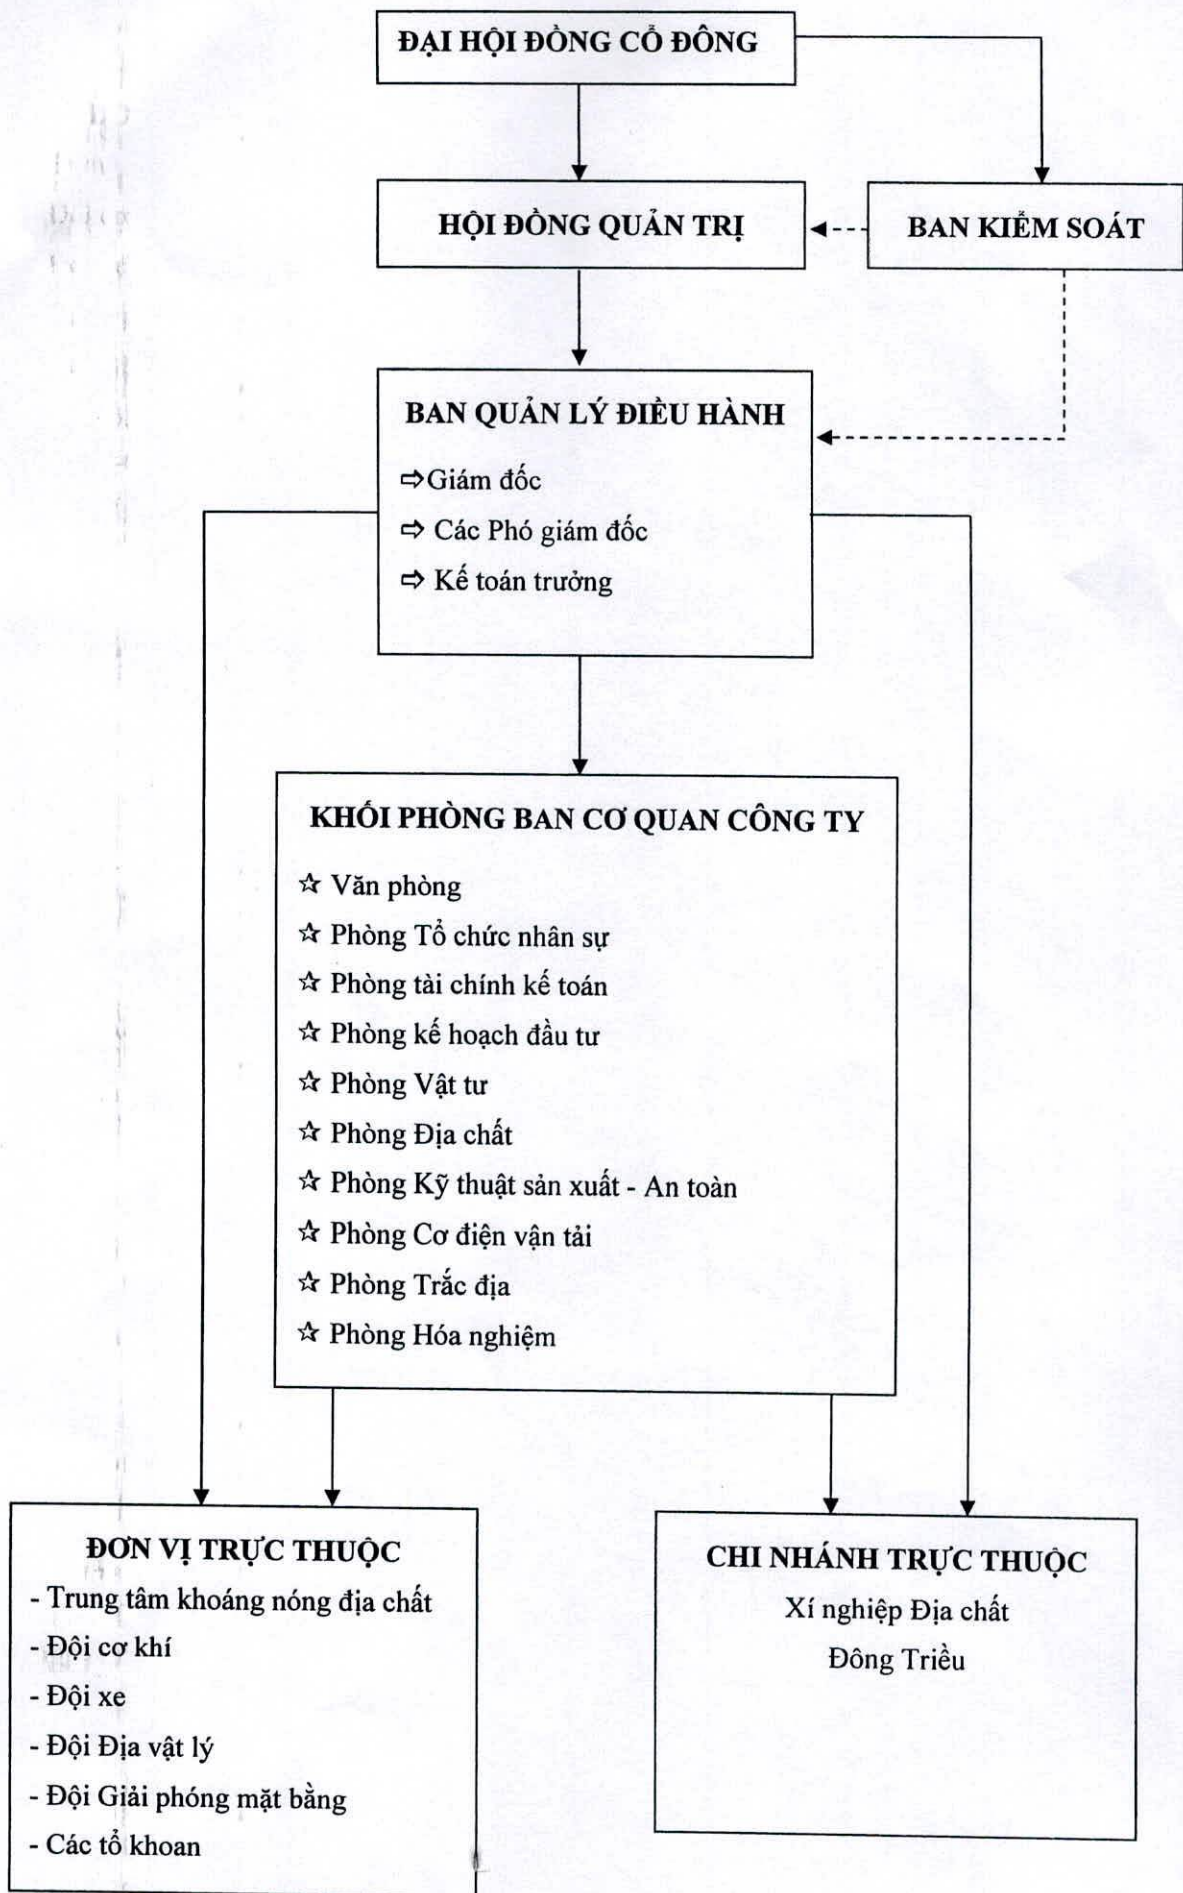 ĐẠI HỘI ĐỒNG CỔ ĐÔNG
HỘI ĐỒNG QUẢN TRỊ
BAN KIỂM SOÁT
BAN QUẢN LÝ ĐIỀU HÀNH
⇨Giám đốc
⇨ Các Phó giám đốc
⇨ Kế toán trưởng
KHỐI PHÒNG BAN CƠ QUAN CÔNG TY
☆ Văn phòng
☆ Phòng Tổ chức nhân sự
☆ Phòng tài chính kế toán
☆ Phòng kế hoạch đầu tư
☆ Phòng Vật tư
☆ Phòng Địa chất
☆ Phòng Kỹ thuật sản xuất - An toàn
☆ Phòng Cơ điện vận tải
☆ Phòng Trắc địa
☆ Phòng Hóa nghiệm
ĐƠN VỊ TRỰC THUỘC
- Trung tâm khoáng nóng địa chất
- Đội cơ khí
- Đội xe
- Đội Địa vật lý
- Đội Giải phóng mặt bằng
- Các tổ khoan
CHI NHÁNH TRỰC THUỘC
Xí nghiệp Địa chất
Đông Triều